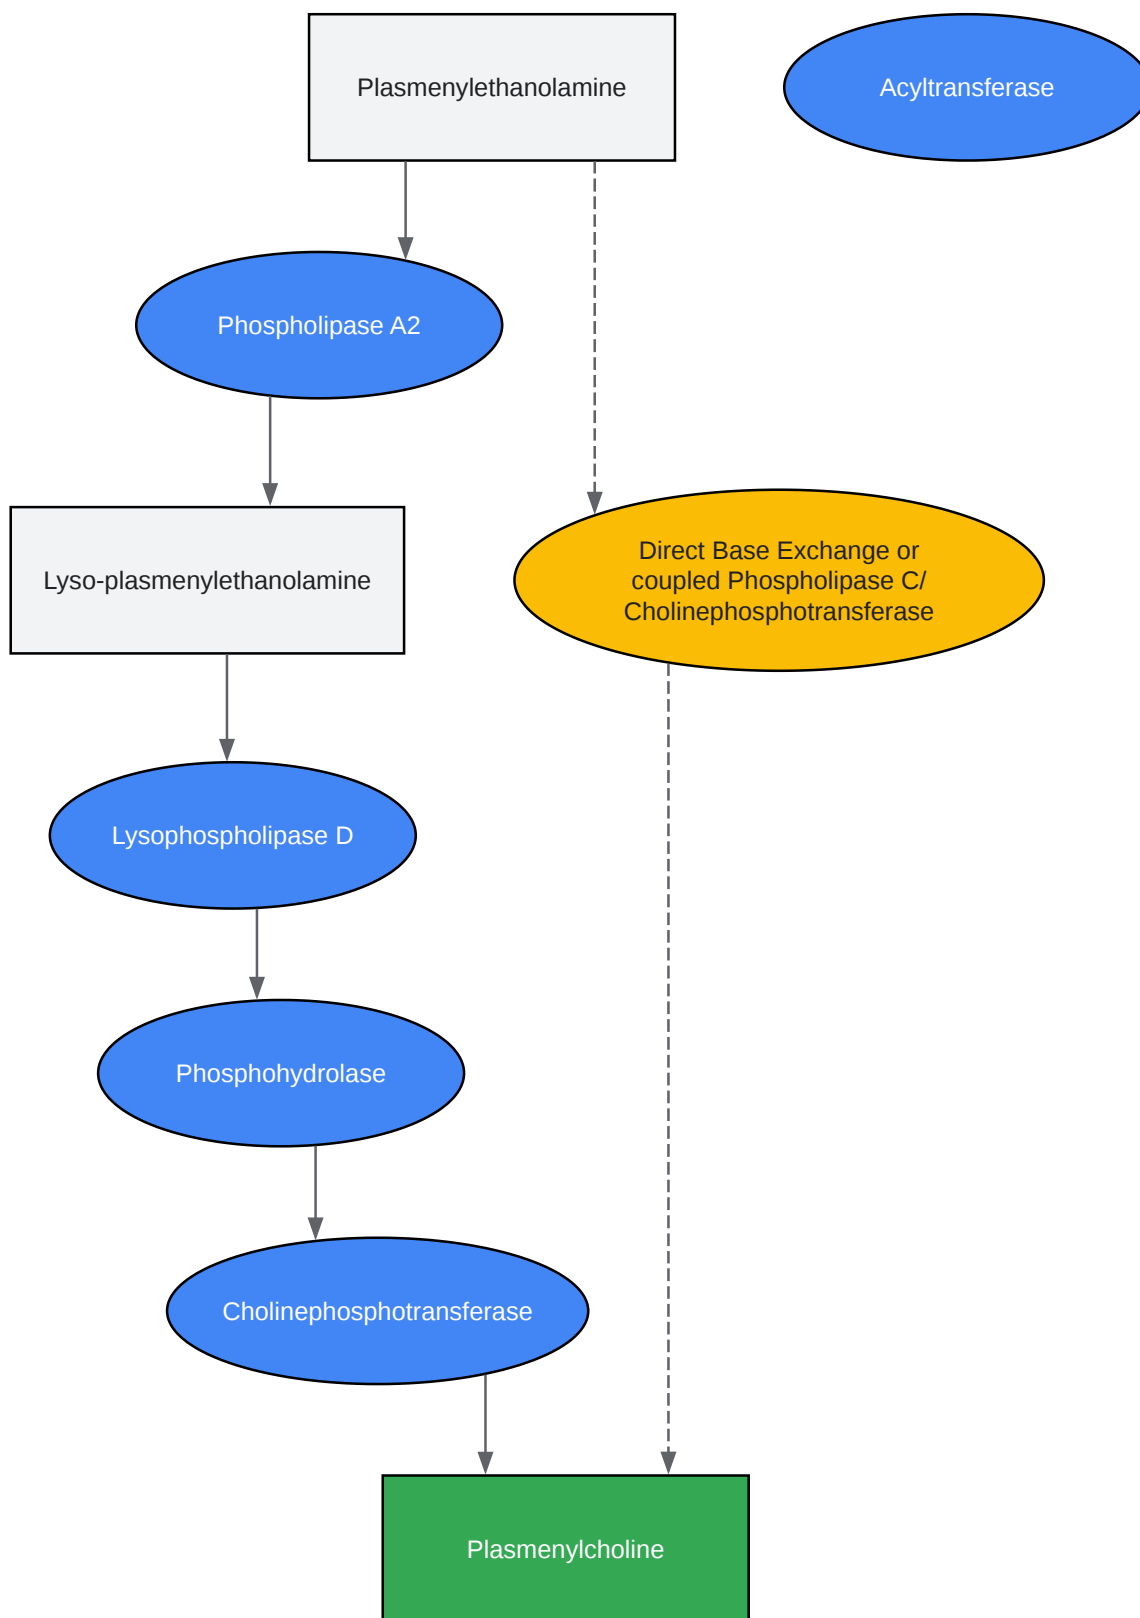 Plasmenylethanolamine
Acyltransferase
Phospholipase A2
Lyso-plasmenylethanolamine
Direct Base Exchange or
coupled Phospholipase C/
Cholinephosphotransferase
Lysophospholipase D
Phosphohydrolase
Cholinephosphotransferase
Plasmenylcholine